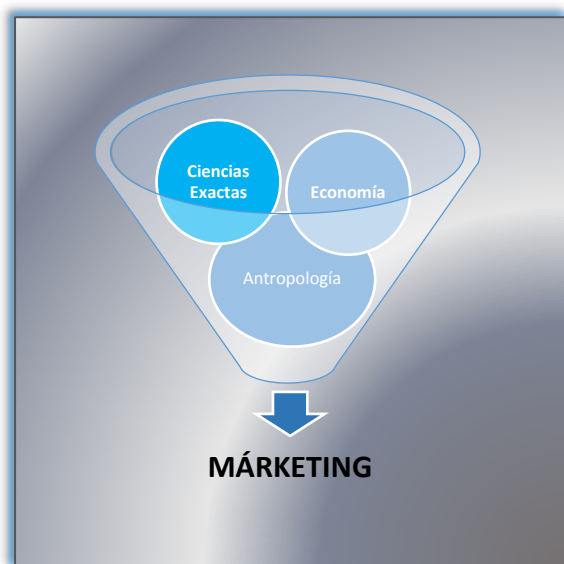 Ciencias
Exactas
Economía
Antropología
MÁRKETING